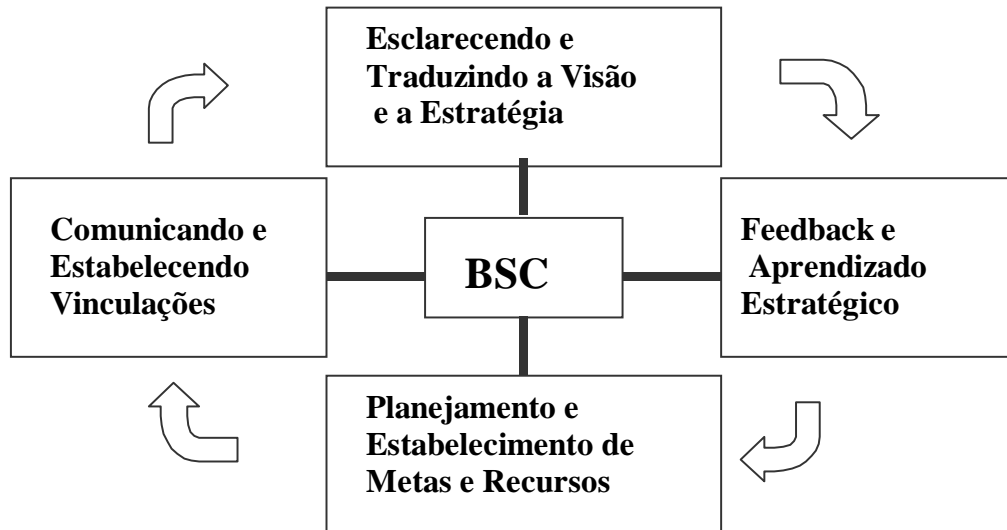 Esclarecendo e
Traduzindo a Visão
e a Estratégia
Comunicando e
Estabelecendo
Vinculações
BSC
Feedback e
Aprendizado
Estratégico
Planejamento e
Estabelecimento de
Metas e Recursos